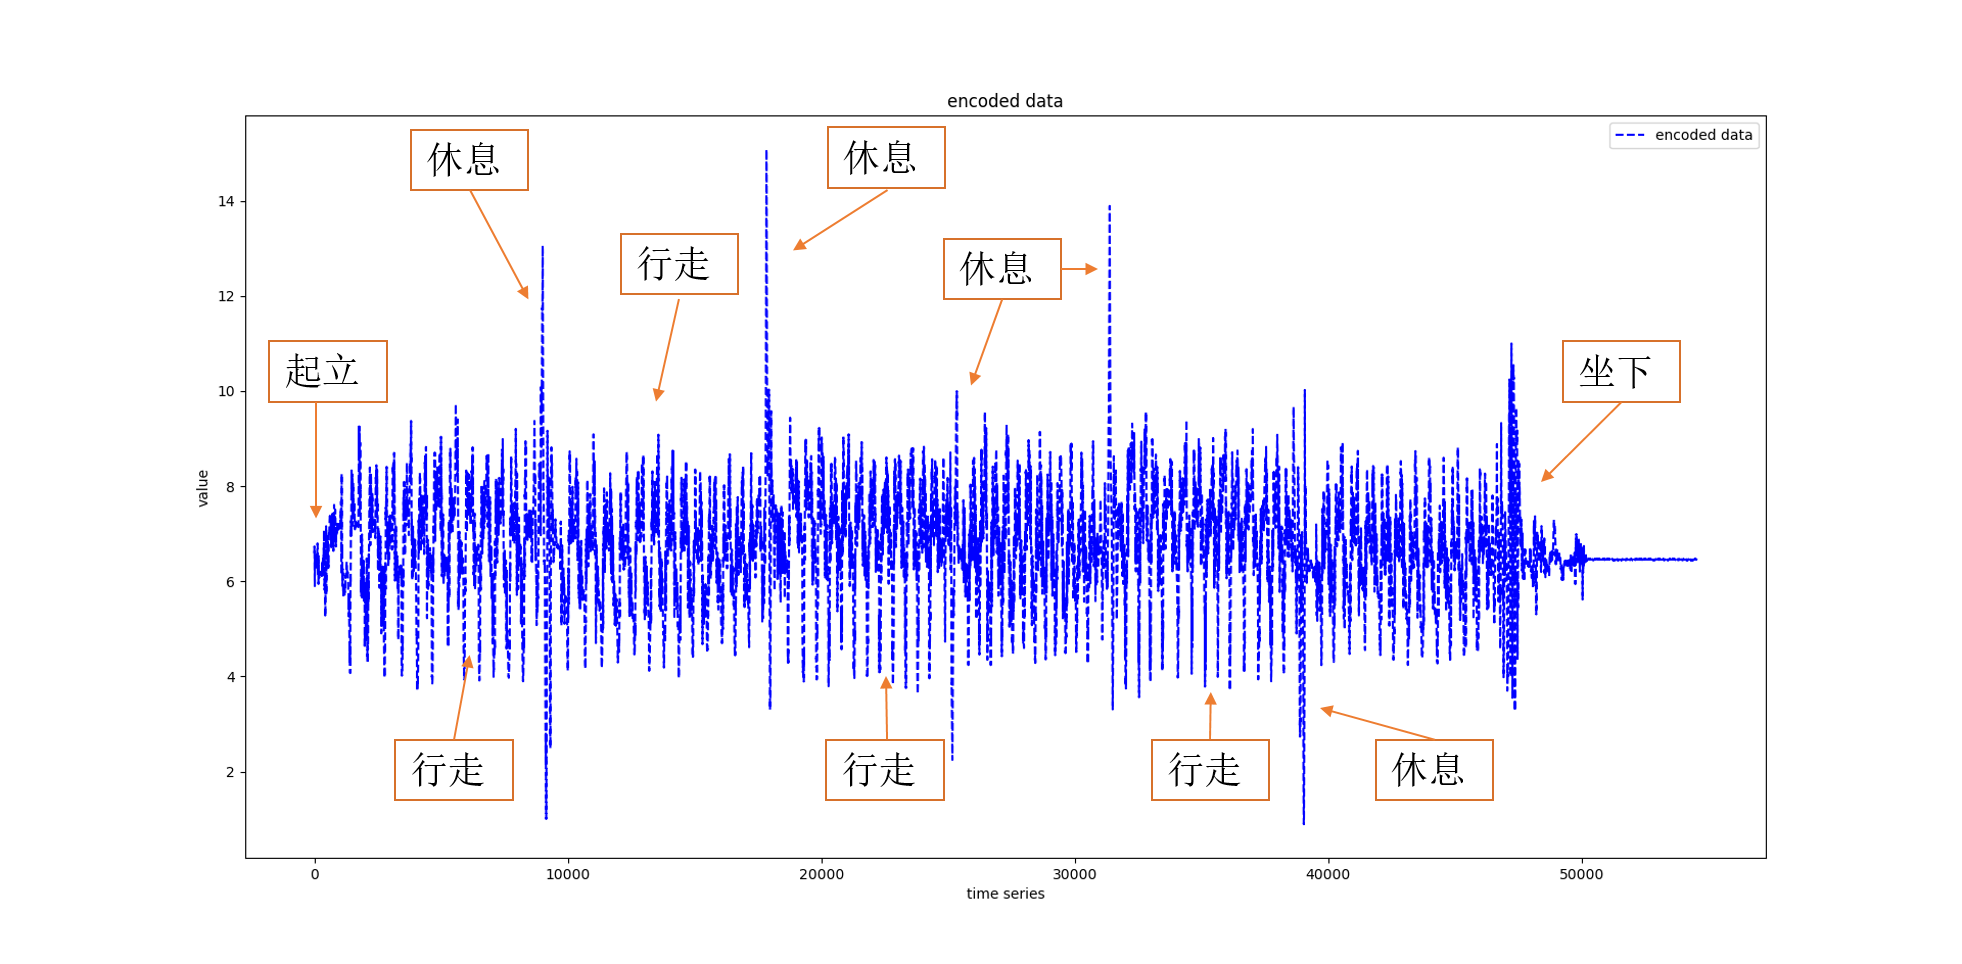 encoded data
encoded data
休息
休息
行走
休息
起立
坐下
行走
行走
行走
休息
14
12
10
8
6
4
2
value
0
10000
20000
30000
40000
50000
time series